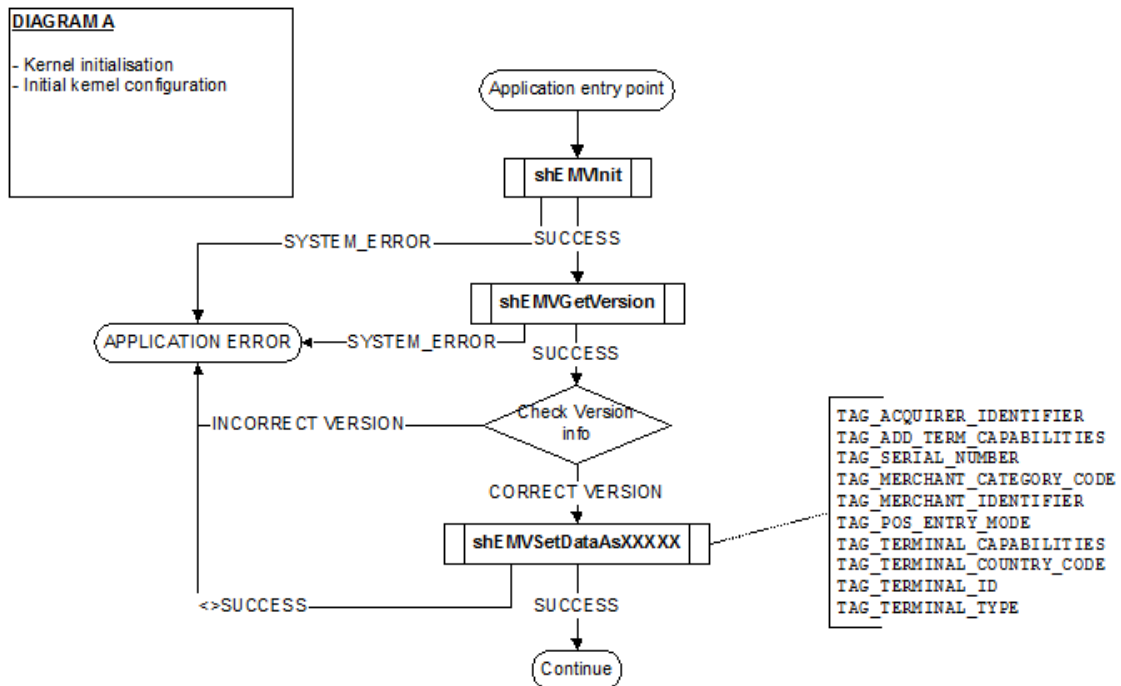 DIAGRAM A
- Kernel initialisation
- Initial kernel configuration
Application entry point
shEMVInit
SYSTEM_ERROR
SUCCESS
shEMVGetVersion
APPLICATION ERROR
SYSTEM_ERROR
SUCCESS
Check Version
info
INCORRECT VERSION
CORRECT VERSION
shEMVSetDataAsXXXXX
TAG_ACQUIRER_IDENTIFIER
TAG_ADD_TERM_CAPABILITIES
TAG_SERIAL_NUMBER
TAG_MERCHANT_CATEGORY_CODE
TAG_MERCHANT_IDENTIFIER
TAG_POS_ENTRY_MODE
TAG_TERMINAL_CAPABILITIES
TAG_TERMINAL_COUNTRY_CODE
TAG_TERMINAL_ID
TAG_TERMINAL_TYPE
<>SUCCESS
SUCCESS
Continue